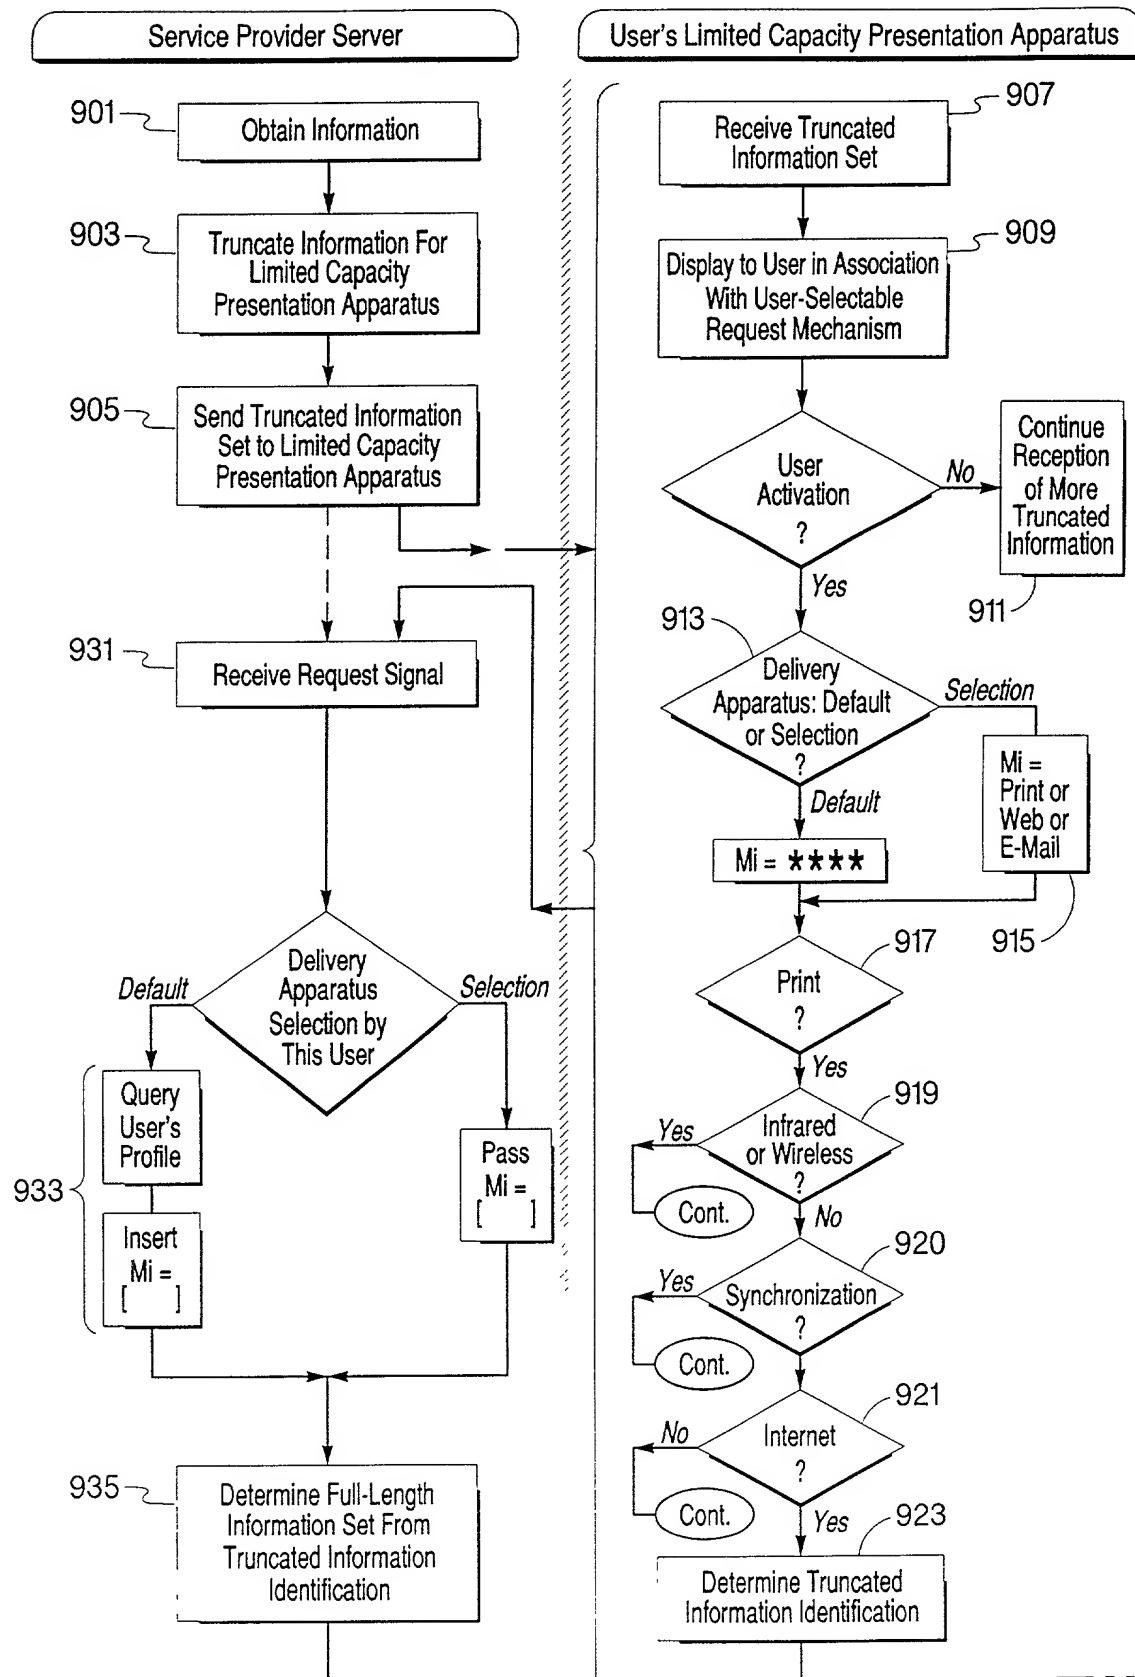 Service Provider Server
901
Obtain Information
903
Truncate Information For
Limited Capacity
Presentation Apparatus
905
Send Truncated Information
Set to Limited Capacity
Presentation Apparatus
931
Receive Request Signal
Delivery
Apparatus
Selection by
This User
Default
Selection
933
Query
User's
Profile
Insert
Mi =
[ ]
Pass
Mi =
[ ]
935
Determine Full-Length
Information Set From
Truncated Information
Identification
User's Limited Capacity Presentation Apparatus
907
Receive Truncated
Information Set
909
Display to User in Association
With User-Selectable
Request Mechanism
User
Activation
?
No
Continue
Reception
of More
Truncated
Information
911
Yes
913
Delivery
Apparatus: Default
or Selection
?
Selection
Mi =
Print or
Web or
E-Mail
915
Default
Mi = ****
917
Print
?
Yes
919
Infrared
or Wireless
?
Yes
Cont.
No
920
Synchronization
?
Yes
Cont.
921
Internet
?
No
Cont.
Yes
923
Determine Truncated
Information Identification